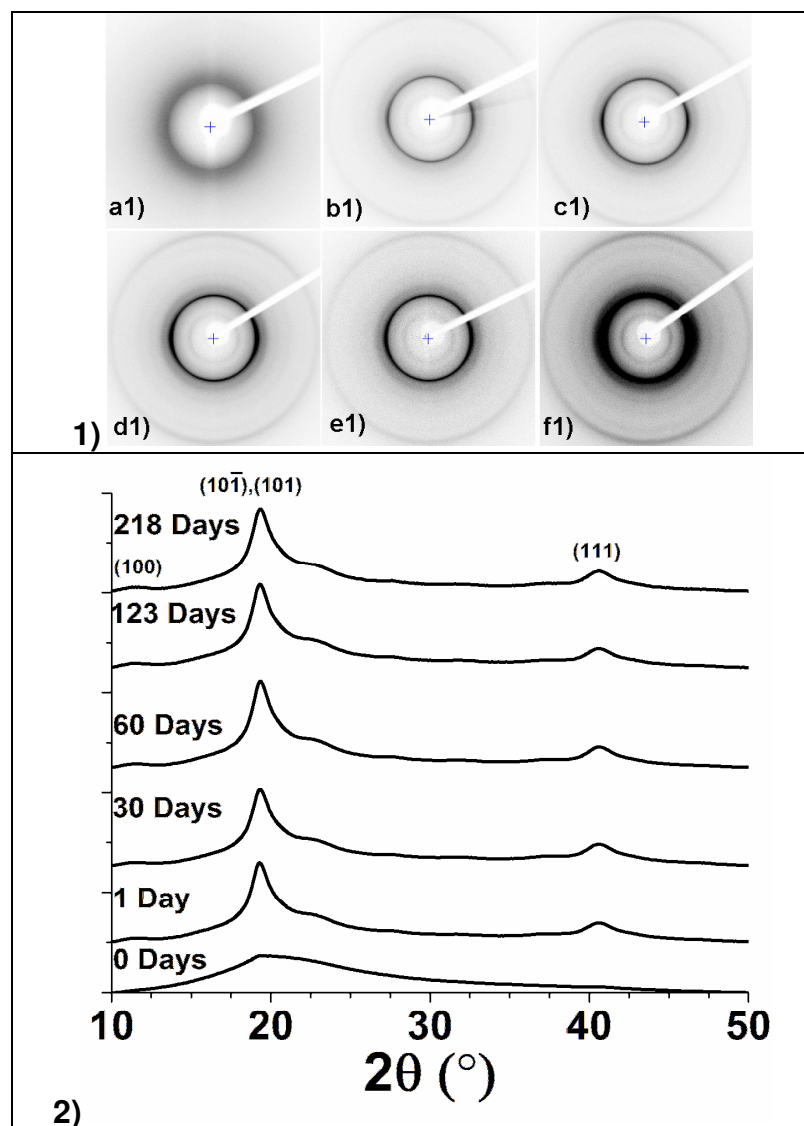 a1)
b1)
c1)
d1)
e1)
f1)
1)
(101̄),(101)
218 Days
(100)
(111)
123 Days
60 Days
30 Days
1 Day
0 Days
10 20 30 40 50
2θ (°)
2)